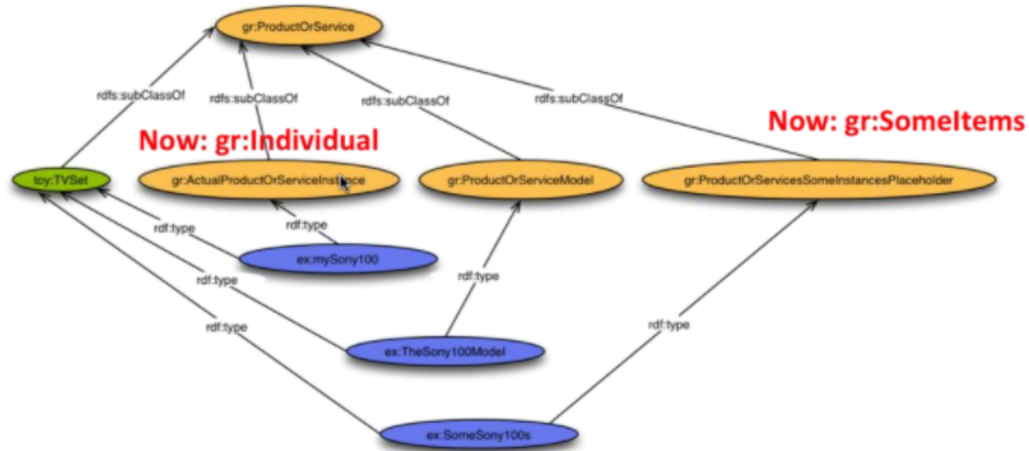 gr:ProductOrService
rdfs:subClassOf
rdfs:subClassOf
rdfs:subClassOf
rdfs:subClassOf
Now: gr:Individual
Now: gr:SomeItems
toy:TVSet
gr:ActualProductOrServiceInstance
gr:ProductOrServiceModel
gr:ProductOrServicesSomeInstancesPlaceholder
rdf:type
rdf:type
ex:mySony100
rdf:type
rdf:type
rdf:type
rdf:type
ex:TheSony100Model
ex:SomeSony100s